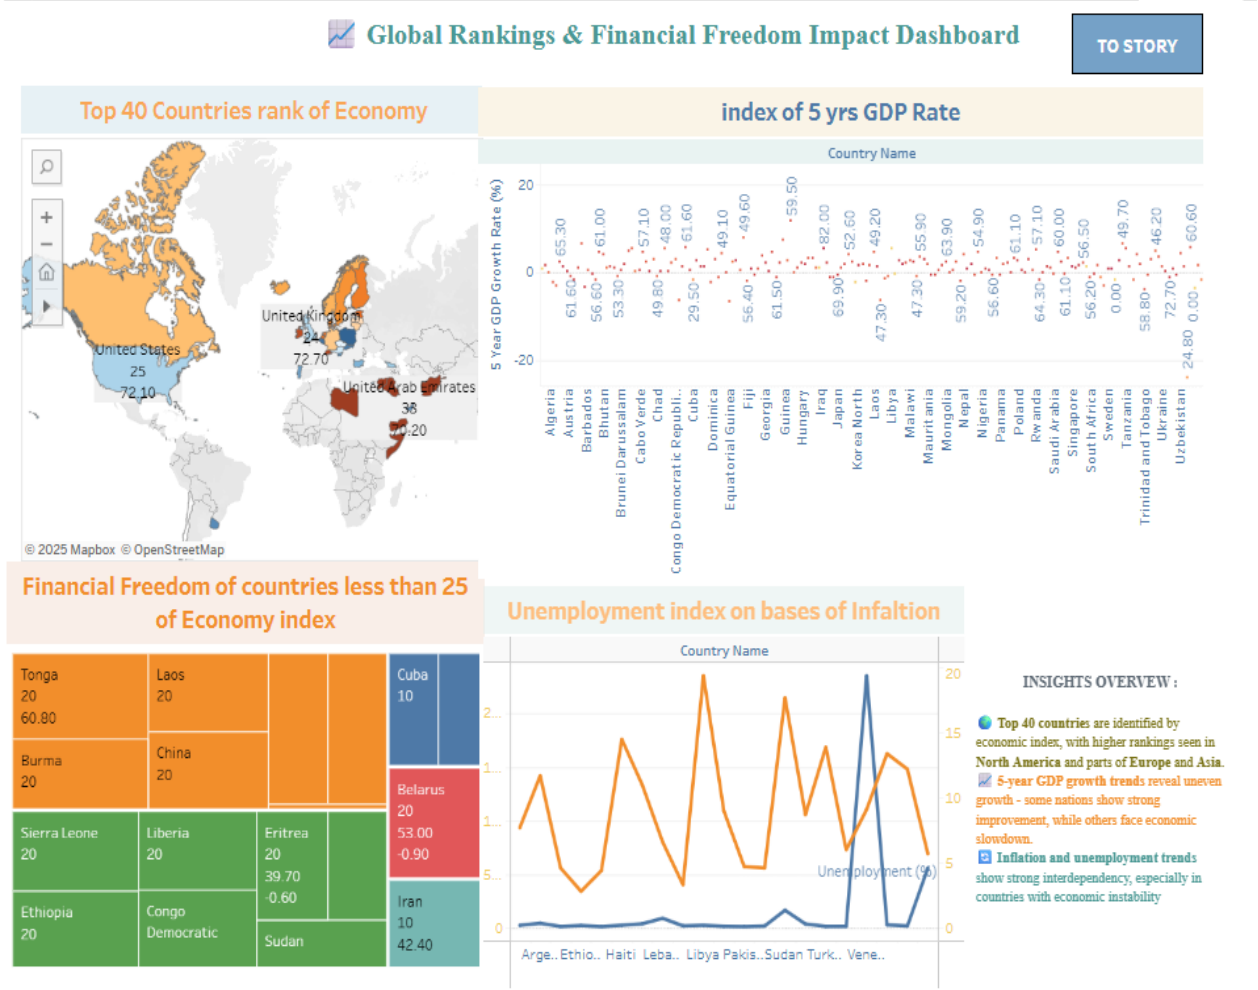 Global Rankings & Financial Freedom Impact Dashboard
TO STORY
Top 40 Countries rank of Economy
United States
25
72.10
United Kingdom
24
72.70
United Arab Emirates
© 2025 Mapbox © OpenStreetMap
index of 5 yrs GDP Rate
Country Name
5 Year GDP Growth Rate (%)
20
0
-20
65.30
61.60
56.60
61.00
53.30
57.10
49.80
48.00
61.60
29.50
49.10
49.60
56.40
61.50
59.50
82.00
69.90
52.60
49.20
47.30
55.90
47.30
63.90
59.20
54.90
56.60
61.10
57.10
64.30
60.00
61.10
56.50
56.20
0.00
49.70
58.80
46.20
72.70
60.60
0.00
24.80
Algeria
Austria
Barbados
Bhutan
Brunei Darussalam
Cabo Verde
Chad
Congo Democratic Republi..
Cuba
Dominica
Equatorial Guinea
Fiji
Georgia
Guinea
Hungary
Iraq
Japan
Korea North
Laos
Libya
Malawi
Mauritania
Mongolia
Nepal
Nigeria
Panama
Poland
Rwanda
Saudi Arabia
Singapore
South Africa
Sweden
Tanzania
Trinidad and Tobago
Ukraine
Uzbekistan
Financial Freedom of countries less than 25
of Economy index
Tonga
20
60.80
Laos
20
Burma
20
China
20
Cuba
10
Belarus
20
53.00
-0.90
Sierra Leone
20
Liberia
20
Eritrea
20
39.70
-0.60
Ethiopia
20
Congo
Democratic
Sudan
Iran
10
42.40
Unemployment index on bases of Infaltion
Country Name
2...
1...
1...
5...
0
20
15
10
5
0
Unemployment (%)
Arge.. Ethio.. Haiti Leba.. Libya Pakis.. Sudan Turk.. Vene..
INSIGHTS OVERVEW :
Top 40 countries are identified by
economic index, with higher rankings seen in
North America and parts of Europe and Asia.
5-year GDP growth trends reveal uneven
growth - some nations show strong
improvement, while others face economic
slowdown.
Inflation and unemployment trends
show strong interdependency, especially in
countries with economic instability